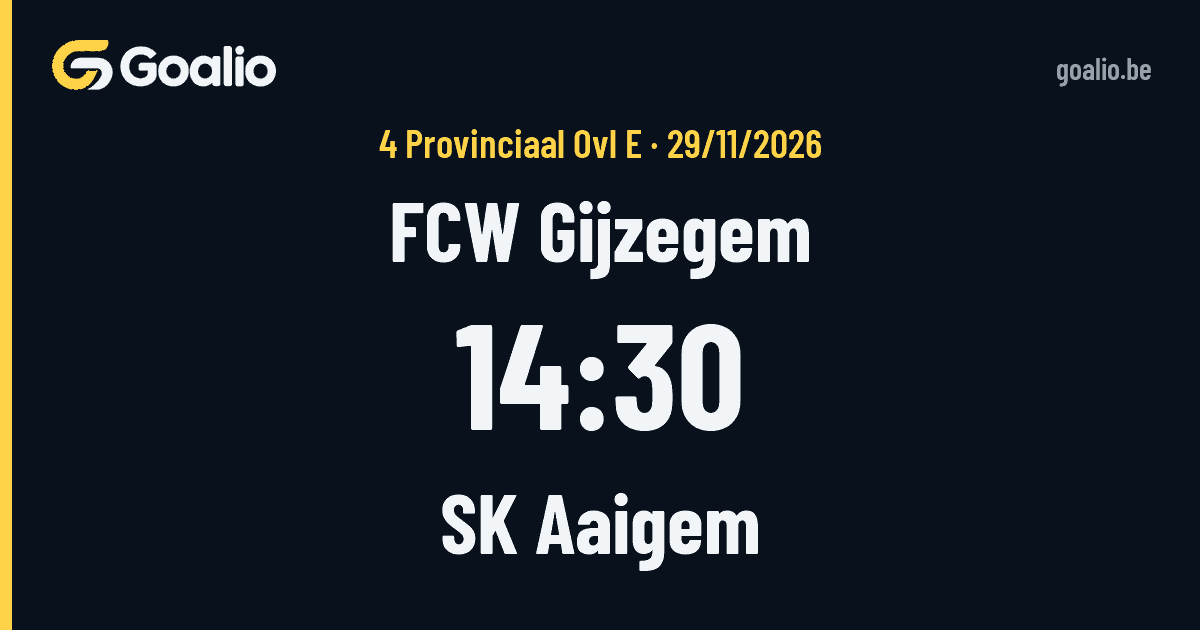 Goalio
goalio.be
4 Provinciaal Ovl E · 29/11/2026
FCW Gijzegem
14:30
SK Aaigem